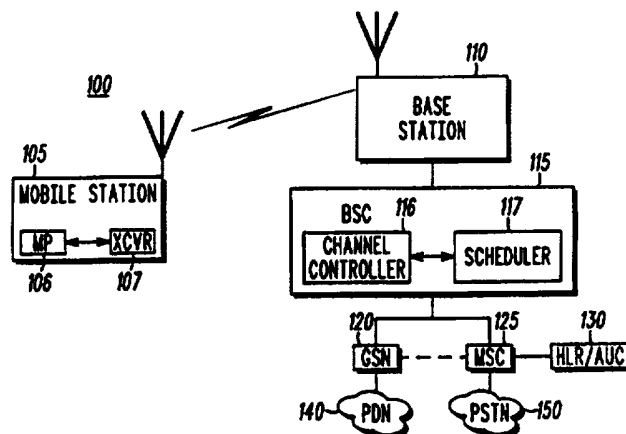 100
110
BASE
STATION
105
MOBILE STATION
MP
XCVR
106
107
115
BSC
116
117
CHANNEL
CONTROLLER
SCHEDULER
120
125
130
GSN
MSC
HLR/AUC
140
PDN
PSTN
150